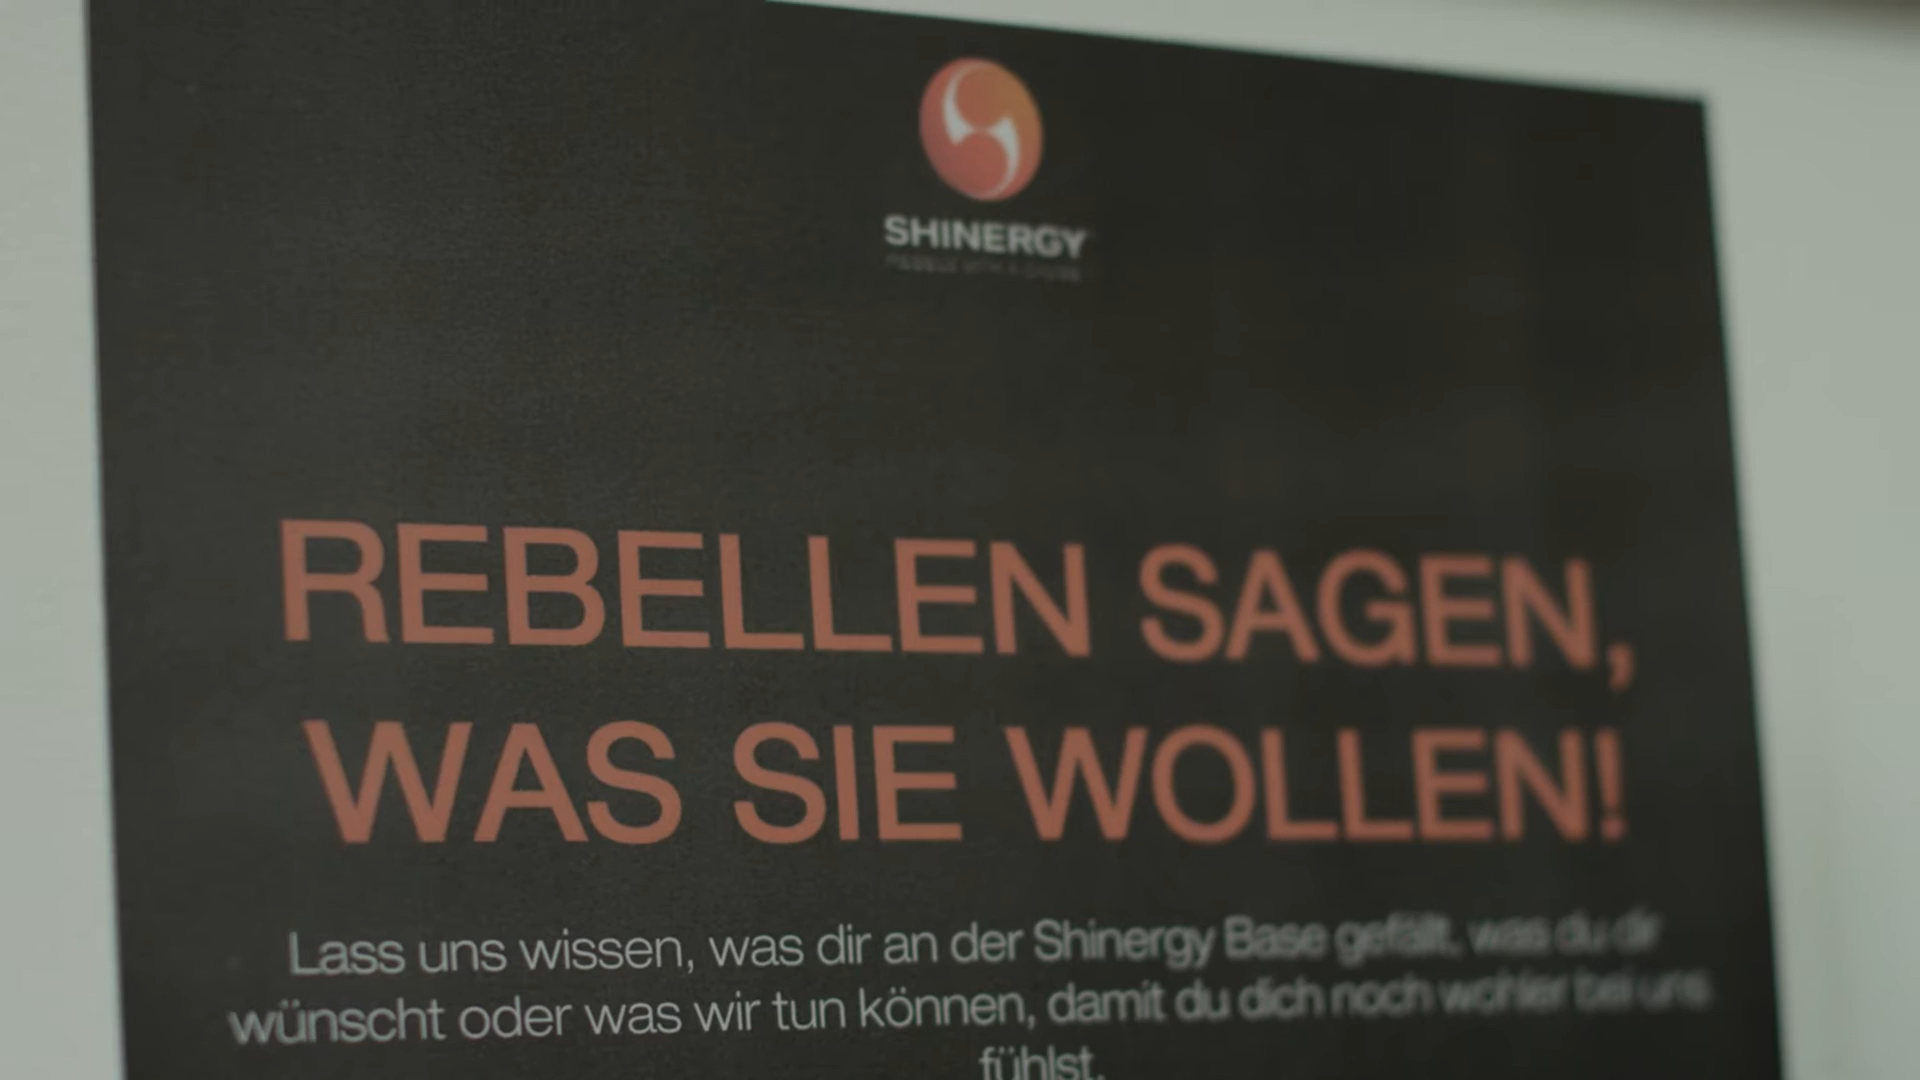 SHINERGY
REBELLEN SAGEN,
WAS SIE WOLLEN!
Lass uns wissen, was dir an der Shinergy Base gefällt, was du dir
wünscht oder was wir tun können, damit du dich noch wohler bei uns
fühlst.